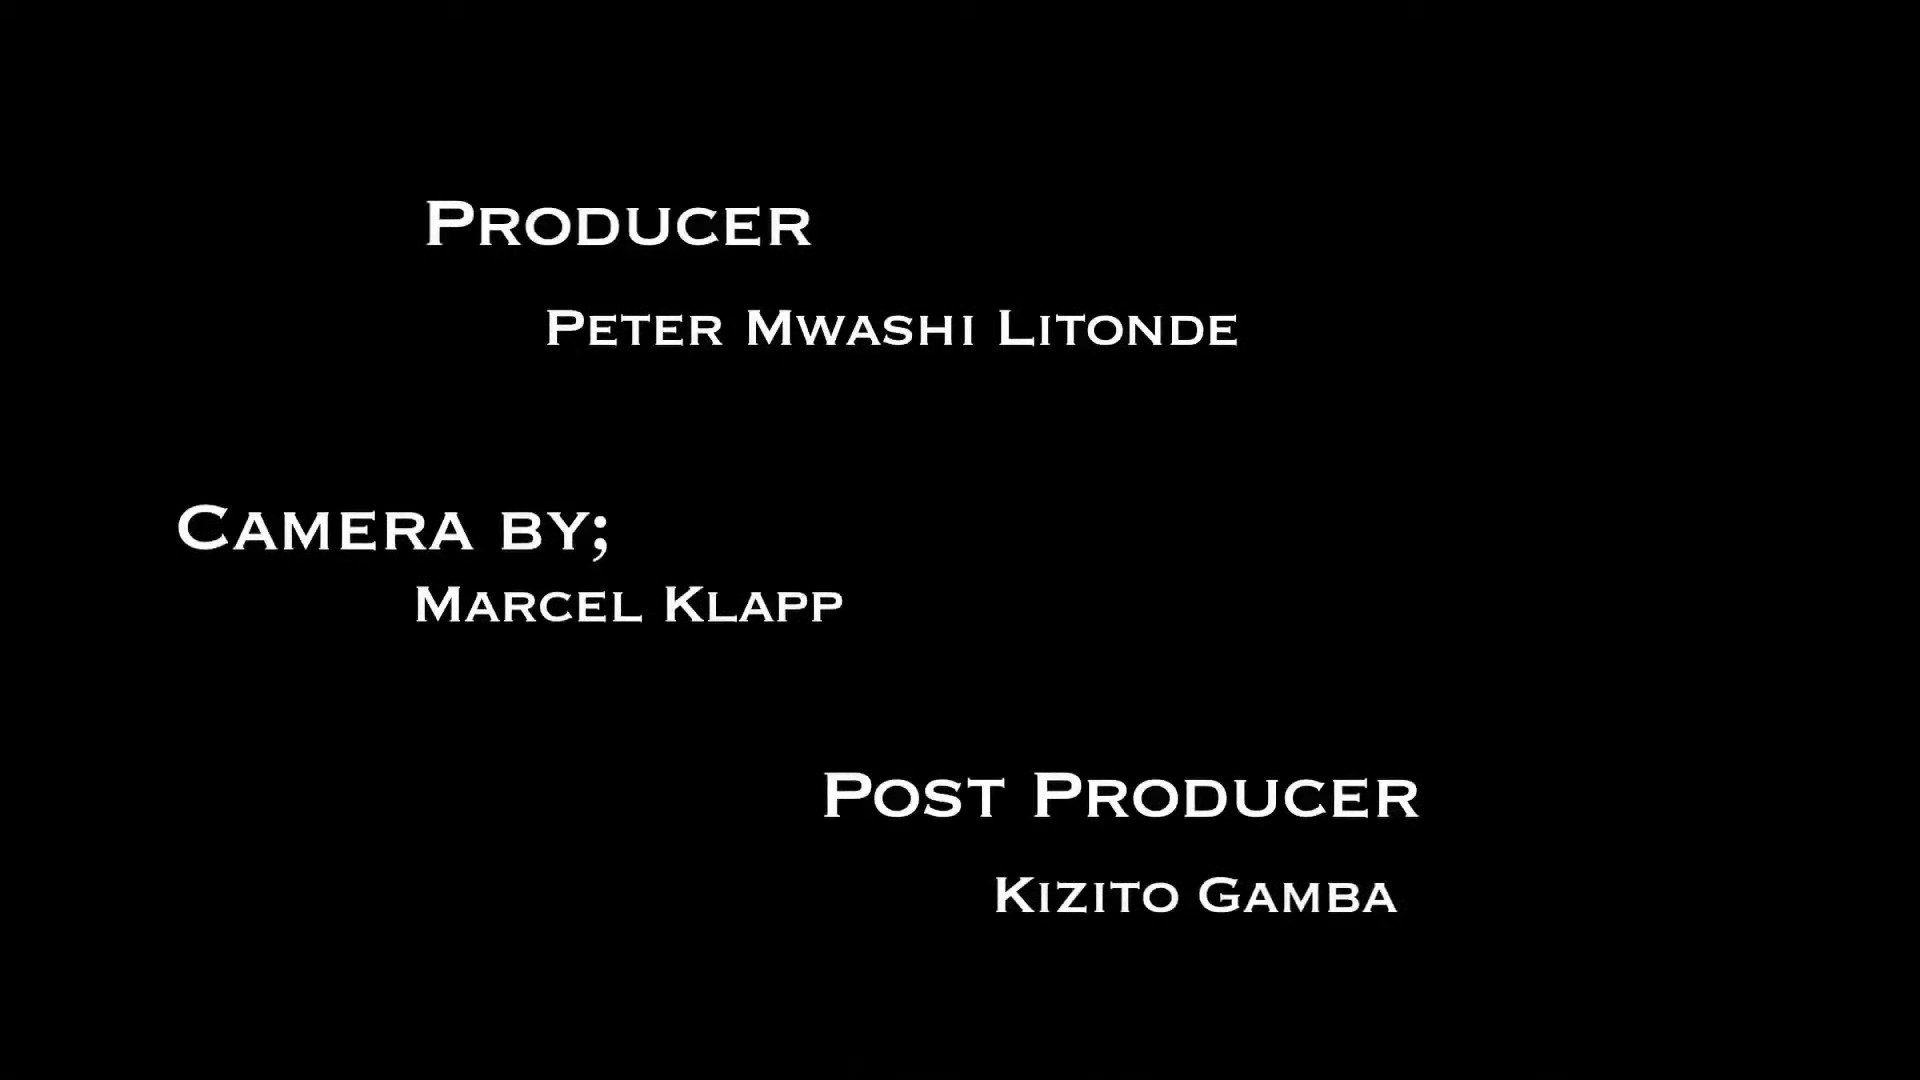 Producer
Peter Mwashi Litonde
Camera by;
Marcel Klapp
Post Producer
Kizito Gamba